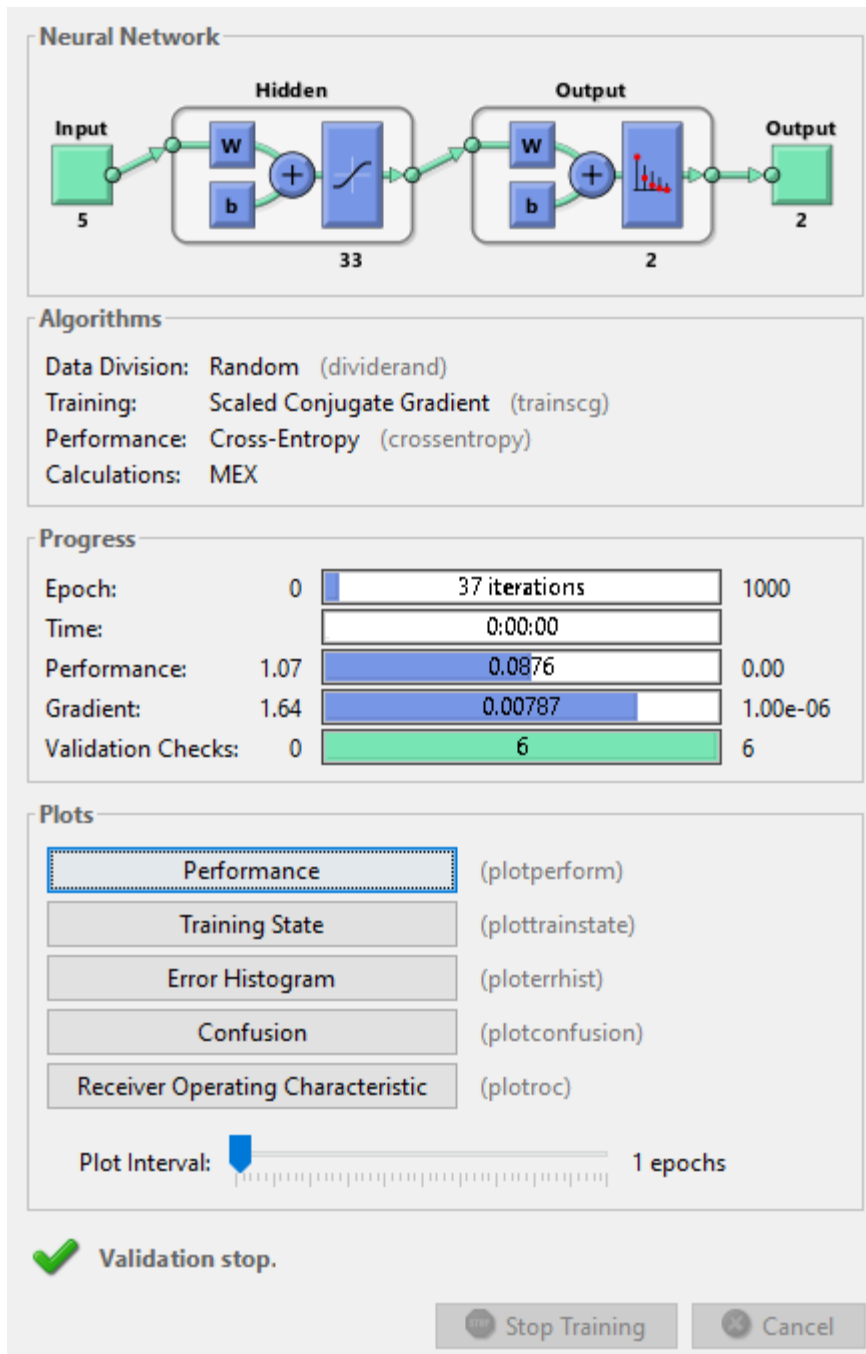 Neural Network
Hidden
Output
Input
Output
W
W
b
b
5
33
2
2
Algorithms
Data Division: Random (dividerand)
Training: Scaled Conjugate Gradient (trainscg)
Performance: Cross-Entropy (crossentropy)
Calculations: MEX
Progress
Epoch: 0 37 iterations 1000
Time: 0:00:00
Performance: 1.07 0.0876 0.00
Gradient: 1.64 0.00787 1.00e-06
Validation Checks: 0 6 6
Plots
Performance (plotperform)
Training State (plottrainstate)
Error Histogram (ploterrhist)
Confusion (plotconfusion)
Receiver Operating Characteristic (plotroc)
Plot Interval: 1 epochs
Validation stop.
STOP Stop Training Cancel